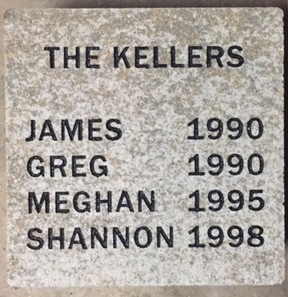 THE KELLERS
JAMES 1990
GREG 1990
MEGHAN 1995
SHANNON 1998